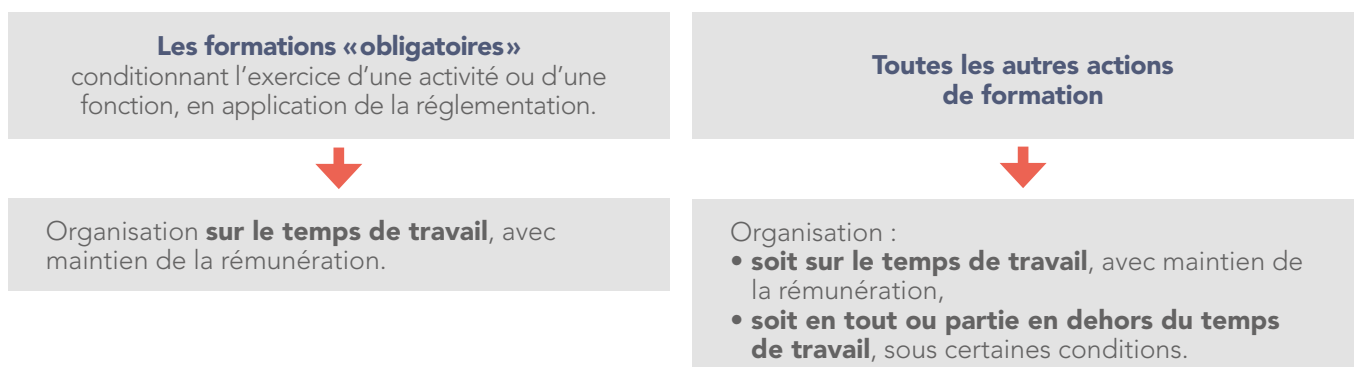 Les formations «obligatoires»
conditionnant l’exercice d’une activité ou d’une
fonction, en application de la réglementation.
Organisation sur le temps de travail, avec
maintien de la rémunération.
Toutes les autres actions
de formation
Organisation :
• soit sur le temps de travail, avec maintien de
la rémunération,
• soit en tout ou partie en dehors du temps
de travail, sous certaines conditions.